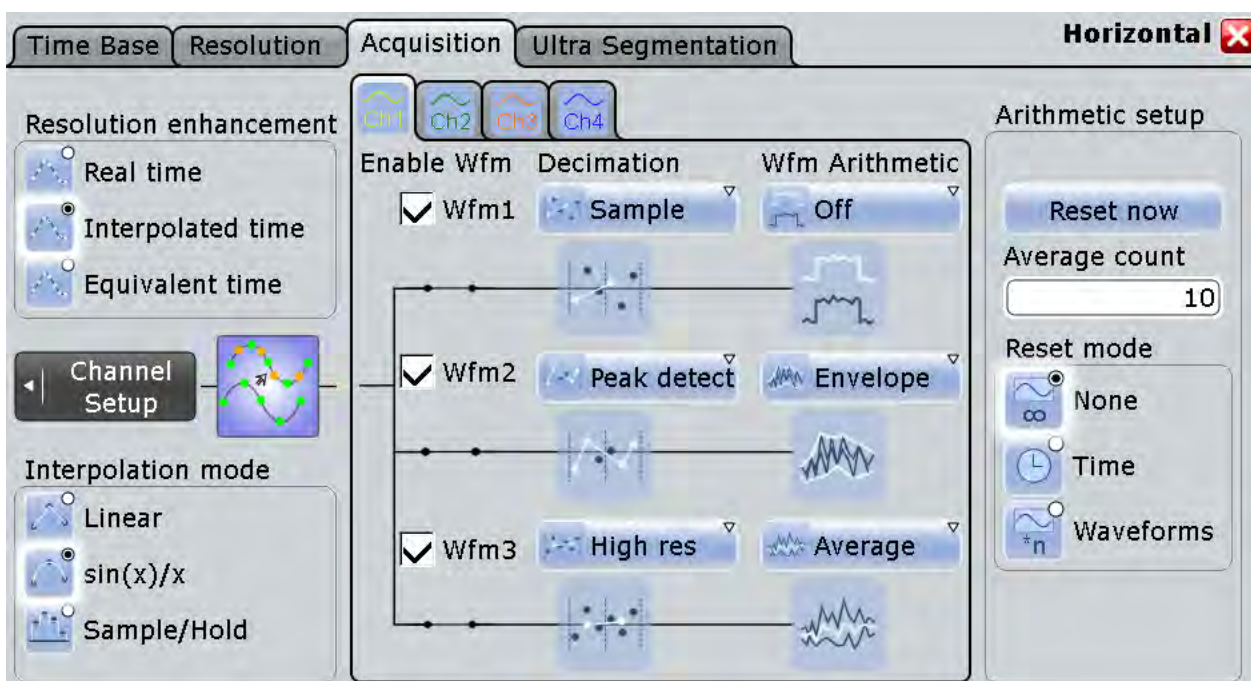 Time Base
Resolution
Acquisition
Ultra Segmentation
Horizontal
Resolution enhancement
Real time
Interpolated time
Equivalent time
Channel
Setup
Interpolation mode
Linear
sin(x)/x
Sample/Hold
Ch1
Ch2
Ch3
Ch4
Enable Wfm
Decimation
Wfm Arithmetic
Wfm1
Sample
Off
Wfm2
Peak detect
Envelope
Wfm3
High res
Average
Arithmetic setup
Reset now
Average count
10
Reset mode
∞
None
Time
*n
Waveforms